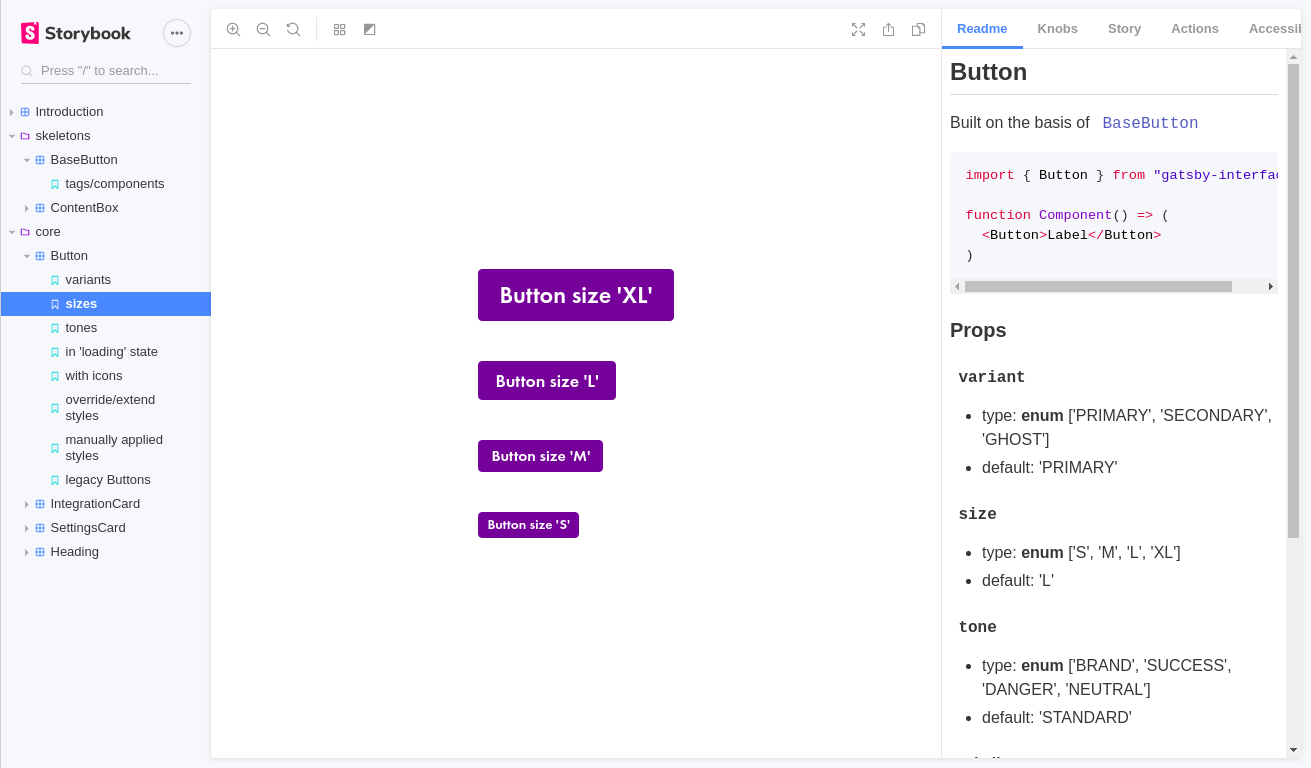 Storybook
Press "/" to search...
Introduction
skeletons
BaseButton
tags/components
ContentBox
core
Button
variants
sizes
tones
in 'loading' state
with icons
override/extend
styles
manually applied
styles
legacy Buttons
IntegrationCard
SettingsCard
Heading
Button size 'XL'
Button size 'L'
Button size 'M'
Button size 'S'
Readme Knobs Story Actions
Button
Built on the basis of BaseButton
import { Button } from "gatsby-interfac
function Component() => (
<Button>Label</Button>
)
Props
variant
type: enum ['PRIMARY', 'SECONDARY',
'GHOST']
default: 'PRIMARY'
size
type: enum ['S', 'M', 'L', 'XL']
default: 'L'
tone
type: enum ['BRAND', 'SUCCESS',
'DANGER', 'NEUTRAL']
default: 'STANDARD'